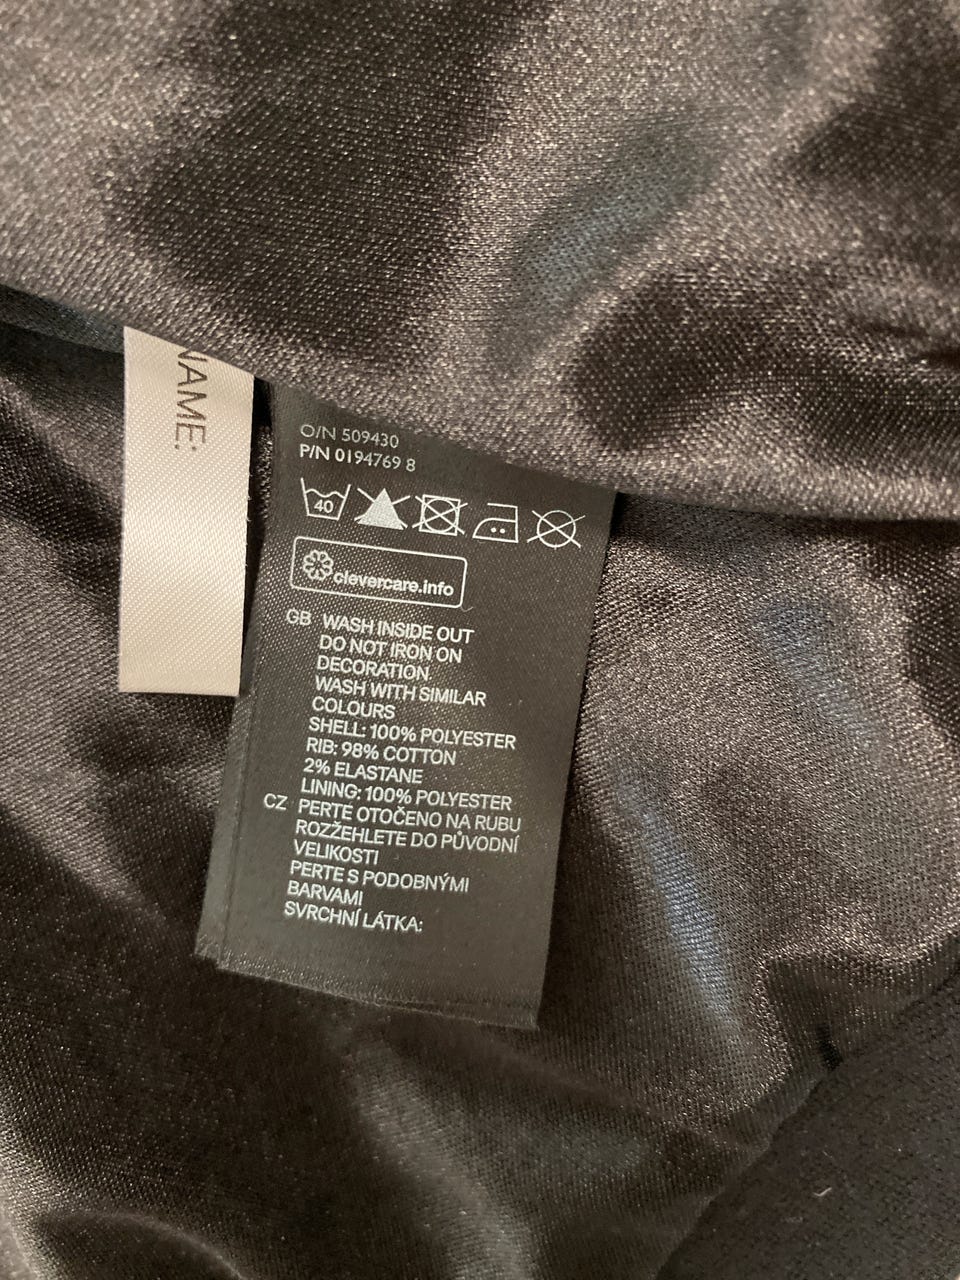 NAME:
O/N 509430
P/N 0194769 8
40
clevercare.info
GB WASH INSIDE OUT
DO NOT IRON ON
DECORATION
WASH WITH SIMILAR
COLOURS
SHELL: 100% POLYESTER
RIB: 98% COTTON
2% ELASTANE
LINING: 100% POLYESTER
CZ PERTE OTOČENO NA RUBU
ROZŽEHLETE DO PŮVODNÍ
VELIKOSTI
PERTE S PODOBNÝMI
BARVAMI
SVRCHNÍ LÁTKA: